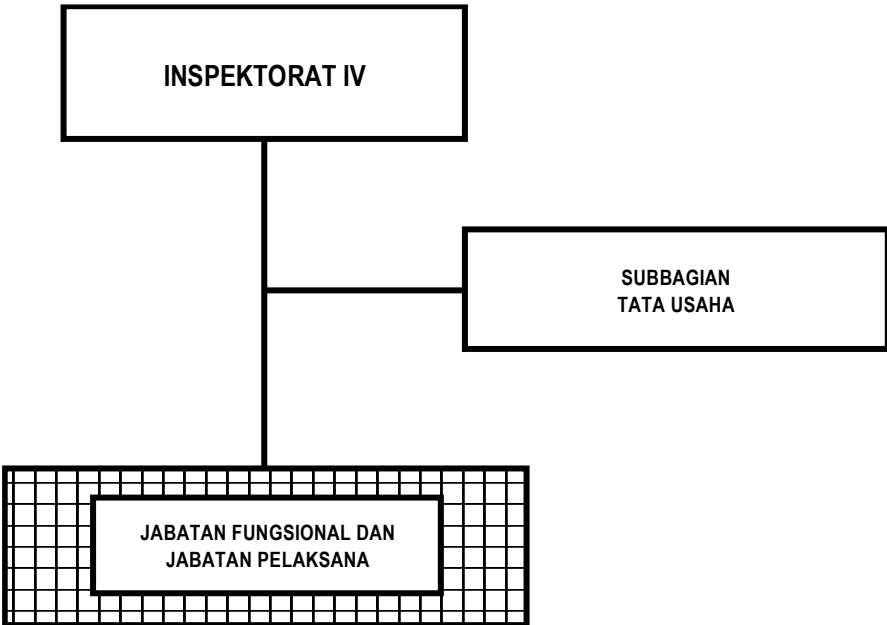 INSPEKTORAT IV
SUBBAGIAN
TATA USAHA
JABATAN FUNGSIONAL DAN
JABATAN PELAKSANA